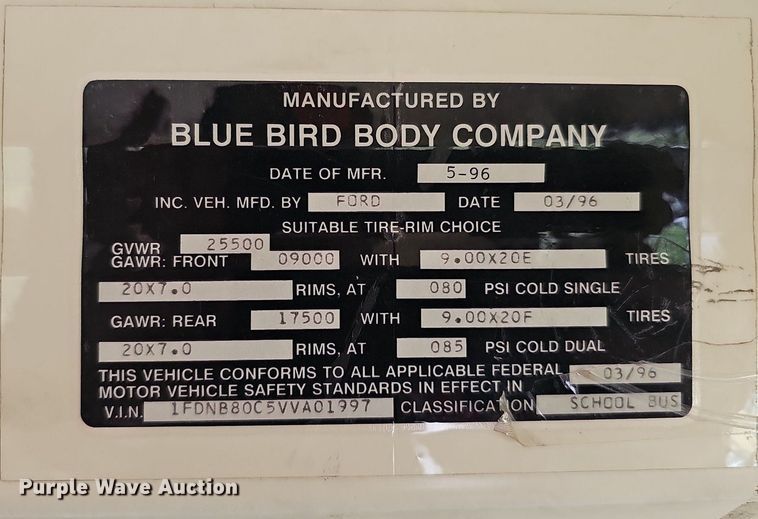 MANUFACTURED BY
BLUE BIRD BODY COMPANY
DATE OF MFR. 5-96
INC. VEH. MFD. BY FORD DATE 03/96
SUITABLE TIRE-RIM CHOICE
GVWR 25500
GAWR: FRONT 09000 WITH 9.00X20E TIRES
20X7.0 RIMS, AT 080 PSI COLD SINGLE
GAWR: REAR 17500 WITH 9.00X20F TIRES
20X7.0 RIMS, AT 085 PSI COLD DUAL
THIS VEHICLE CONFORMS TO ALL APPLICABLE FEDERAL 03/96
MOTOR VEHICLE SAFETY STANDARDS IN EFFECT IN
V.I.N. 1FDNB80C5VVA01997 CLASSIFICATION SCHOOL BUS
Purple Wave Auction